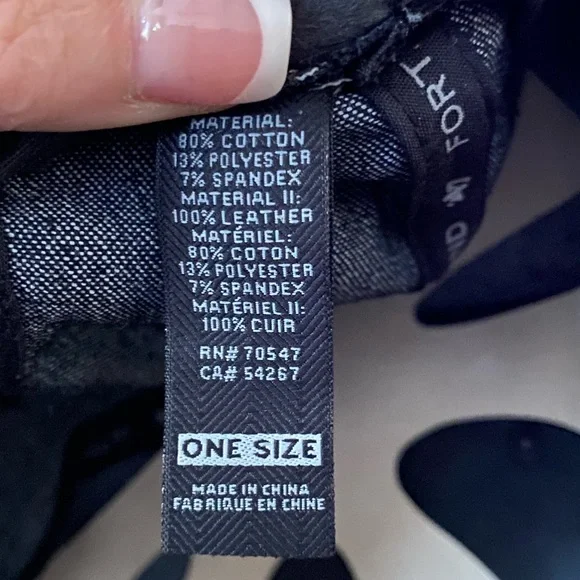 MATERIAL:
80% COTTON
13% POLYESTER
7% SPANDEX
MATERIAL II:
100% LEATHER
MATÉRIEL:
80% COTON
13% POLYESTER
7% SPANDEX
MATÉRIEL II:
100% CUIR
RN# 70547
CA# 54267
ONE SIZE
MADE IN CHINA
FABRIQUE EN CHINE
FORT